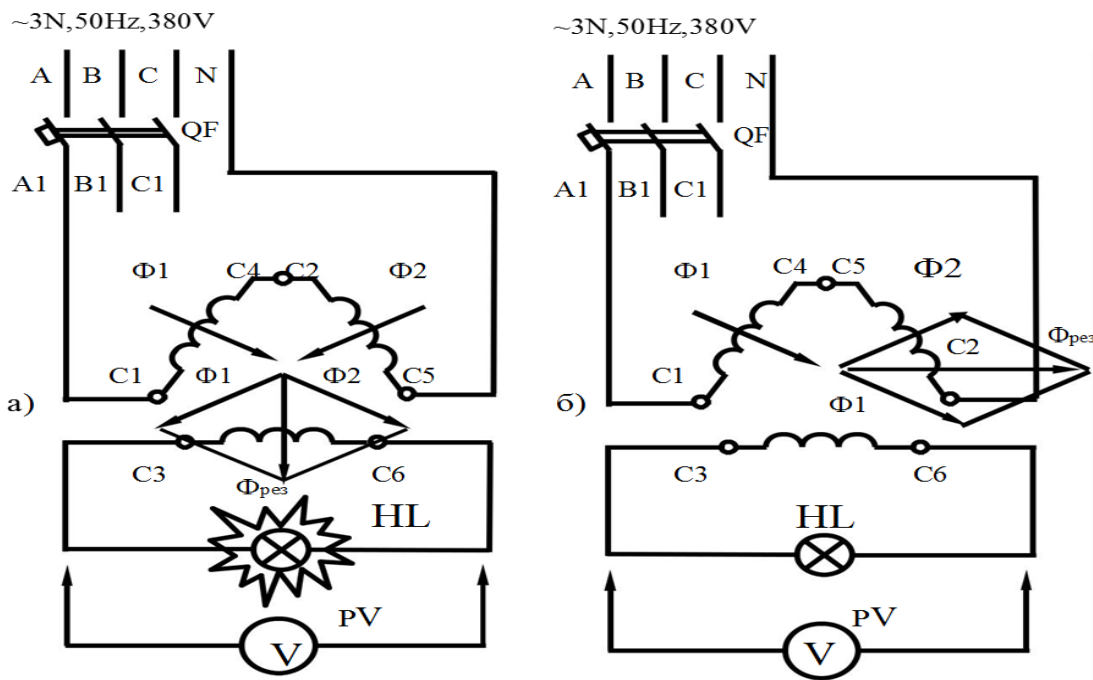 ~3N,50Hz,380V
A B C N
QF
A1 B1 C1
Ф1 C4 C2 Ф2
C1 Ф1 Ф2 C5
а)
C3 Фрез C6
HL
PV
V
~3N,50Hz,380V
A B C N
QF
A1 B1 C1
Ф1 C4 C5 Ф2
Фрез
C1 C2
б) Ф1
C3 C6
HL
PV
V